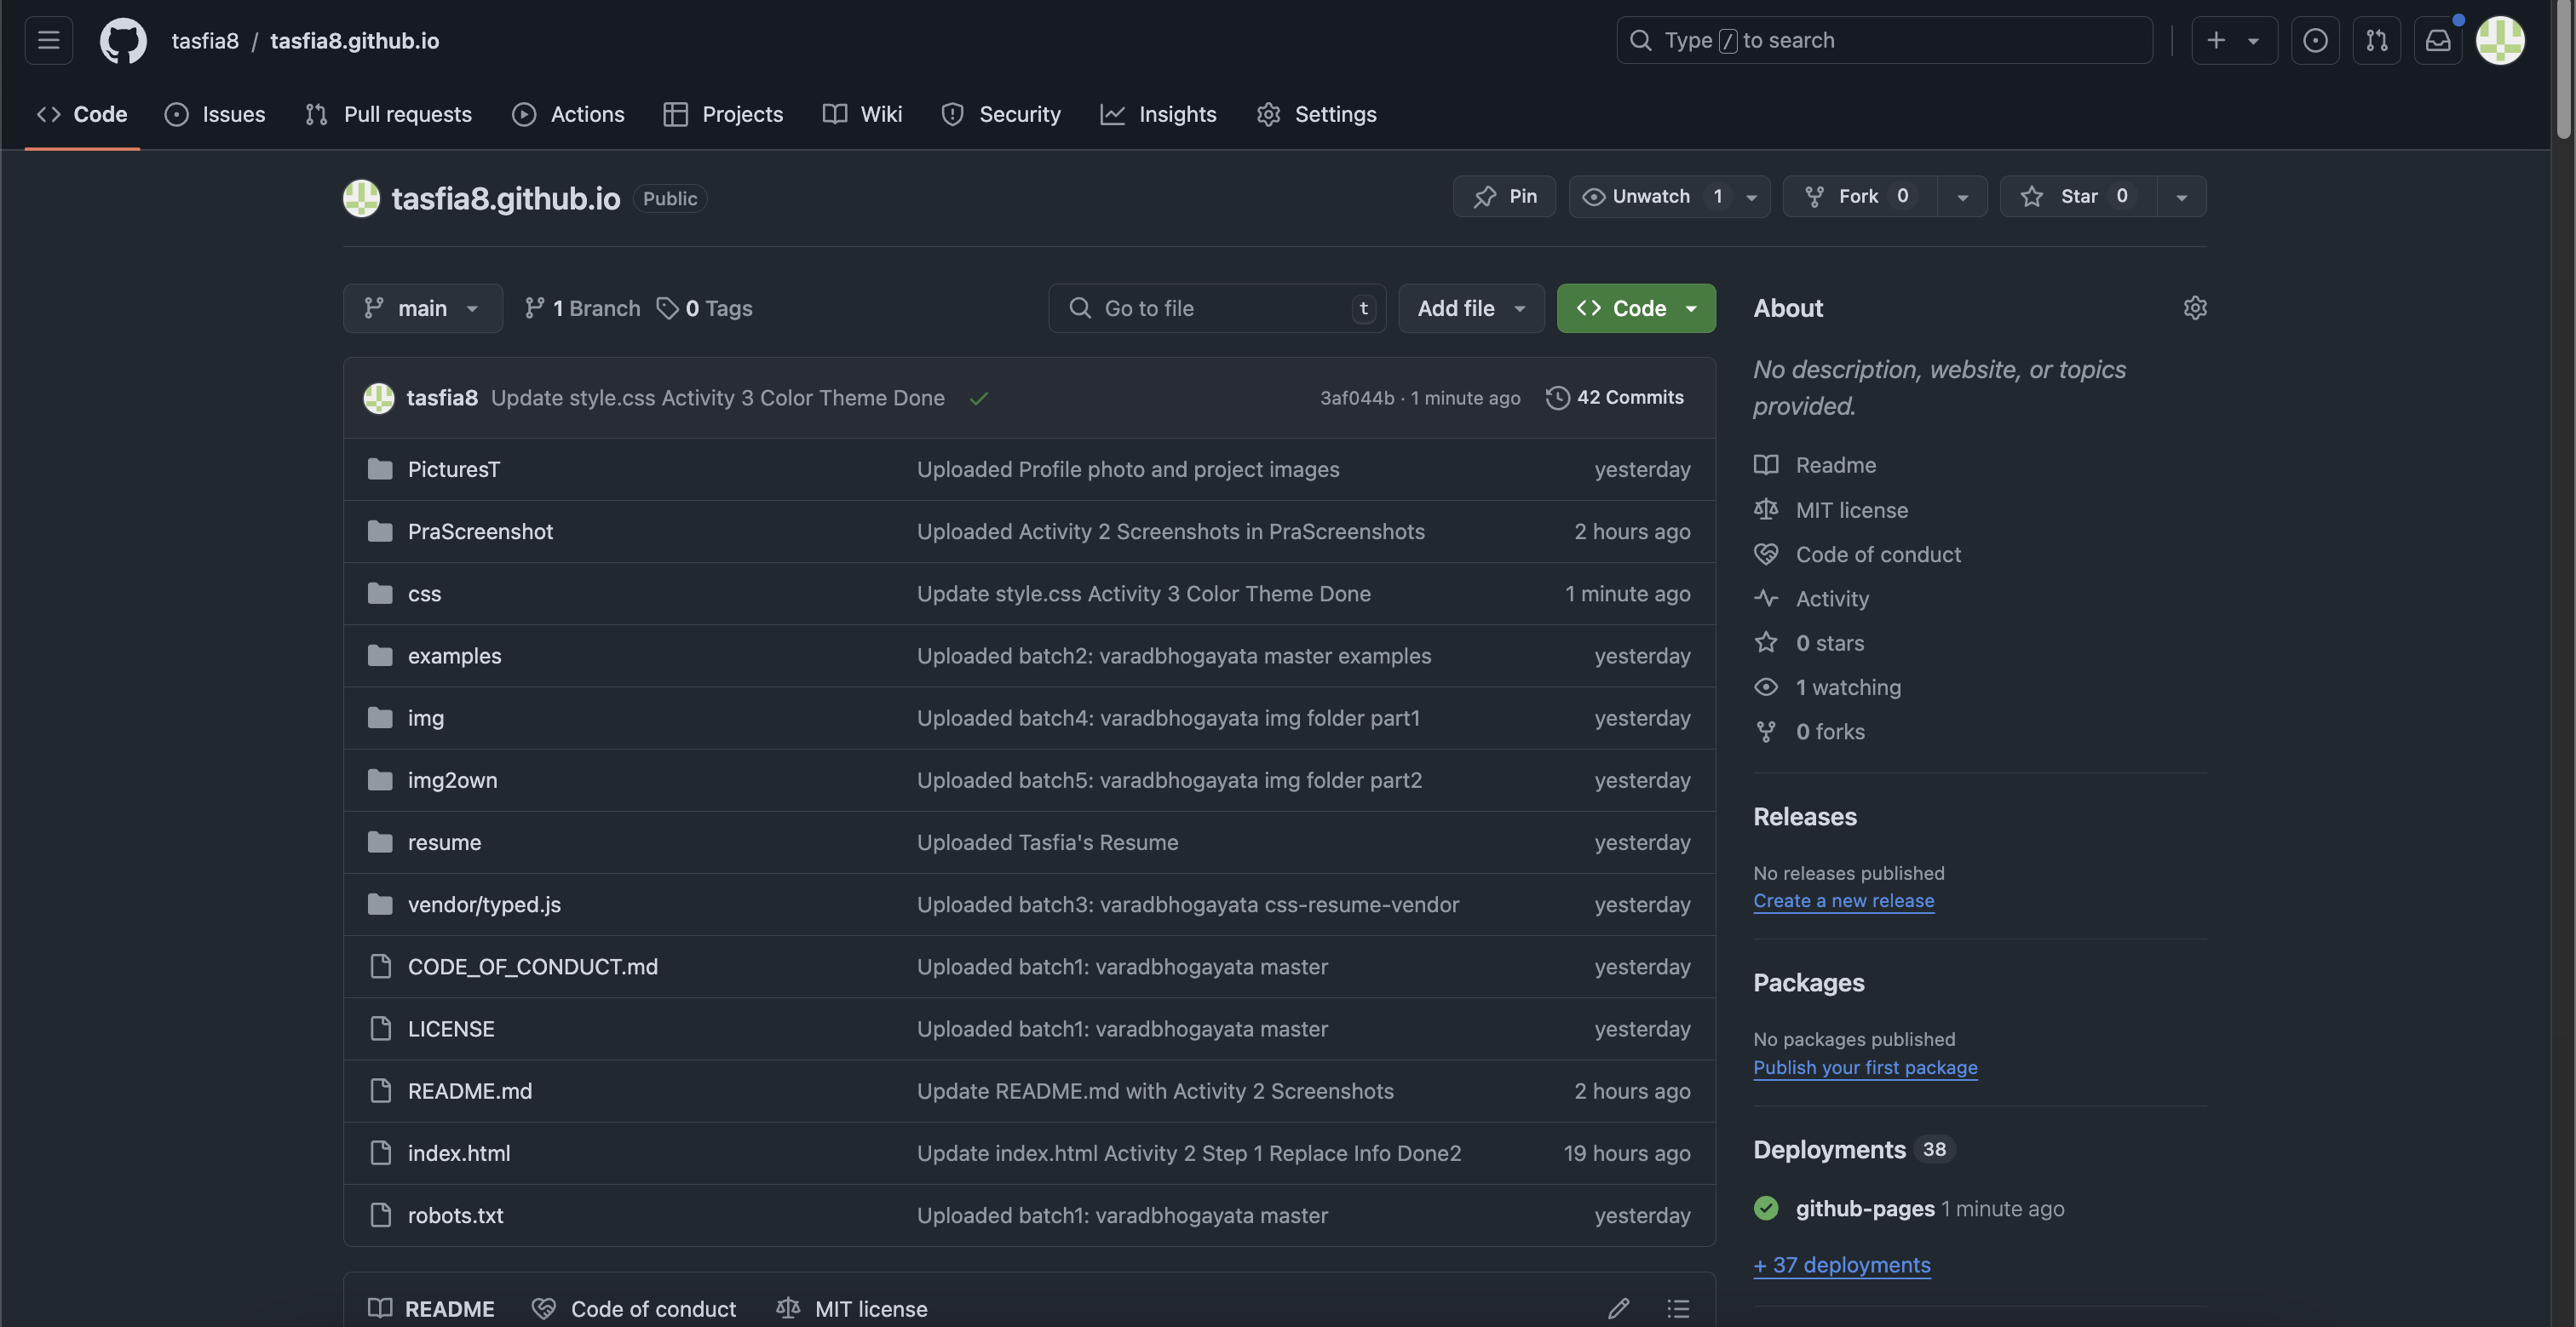 tasfia8 / tasfia8.github.io
Type / to search
Code Issues Pull requests Actions Projects Wiki Security Insights Settings
tasfia8.github.io Public
Pin Unwatch 1 Fork 0 Star 0
main 1 Branch 0 Tags Go to file t Add file Code
tasfia8 Update style.css Activity 3 Color Theme Done 3af044b · 1 minute ago 42 Commits
PicturesT Uploaded Profile photo and project images yesterday
PraScreenshot Uploaded Activity 2 Screenshots in PraScreenshots 2 hours ago
css Update style.css Activity 3 Color Theme Done 1 minute ago
examples Uploaded batch2: varadbhogayata master examples yesterday
img Uploaded batch4: varadbhogayata img folder part1 yesterday
img2own Uploaded batch5: varadbhogayata img folder part2 yesterday
resume Uploaded Tasfia's Resume yesterday
vendor/typed.js Uploaded batch3: varadbhogayata css-resume-vendor yesterday
CODE_OF_CONDUCT.md Uploaded batch1: varadbhogayata master yesterday
LICENSE Uploaded batch1: varadbhogayata master yesterday
README.md Update README.md with Activity 2 Screenshots 2 hours ago
index.html Update index.html Activity 2 Step 1 Replace Info Done2 19 hours ago
robots.txt Uploaded batch1: varadbhogayata master yesterday
README Code of conduct MIT license
About
No description, website, or topics
provided.
Readme
MIT license
Code of conduct
Activity
0 stars
1 watching
0 forks
Releases
No releases published
Create a new release
Packages
No packages published
Publish your first package
Deployments 38
github-pages 1 minute ago
+ 37 deployments